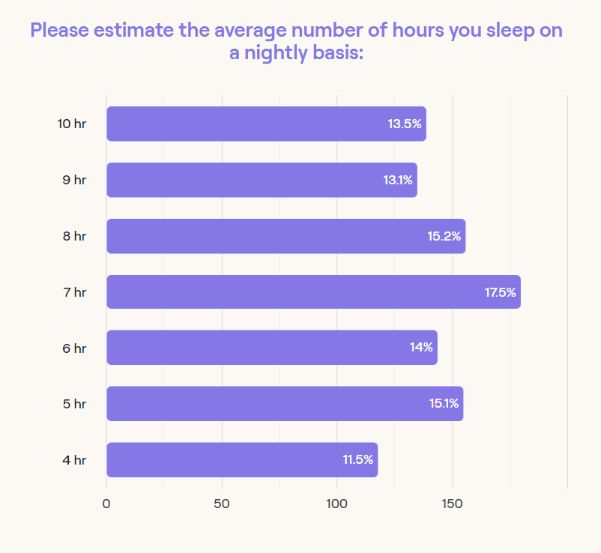 Please estimate the average number of hours you sleep on
a nightly basis:
10 hr 13.5%
9 hr 13.1%
8 hr 15.2%
7 hr 17.5%
6 hr 14%
5 hr 15.1%
4 hr 11.5%
0 50 100 150